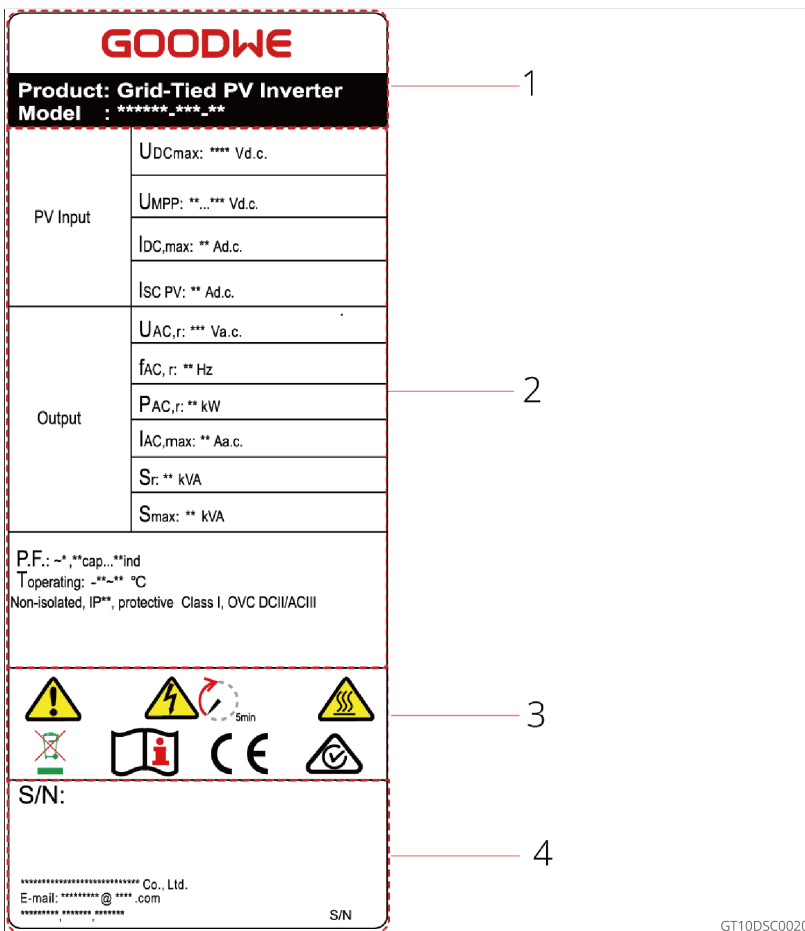 GOODWE
Product: Grid-Tied PV Inverter
Model : ******-***-**
1
PV Input
UDCmax: **** Vd.c.
UMPP: **...*** Vd.c.
IDC,max: ** Ad.c.
ISC PV: ** Ad.c.
Output
UAC,r: *** Va.c.
fAC, r: ** Hz
PAC,r: ** kW
IAC,max: ** Aa.c.
Sr: ** kVA
Smax: ** kVA
2
P.F.: ~*,**cap...**ind
Toperating: -**~** °C
Non-isolated, IP**, protective Class I, OVC DCII/ACIII
5min
3
i
CE
S/N:
4
**************************** Co., Ltd.
E-mail: *********@ **** .com
*********,*******,*******
S/N
GT10DSC0020